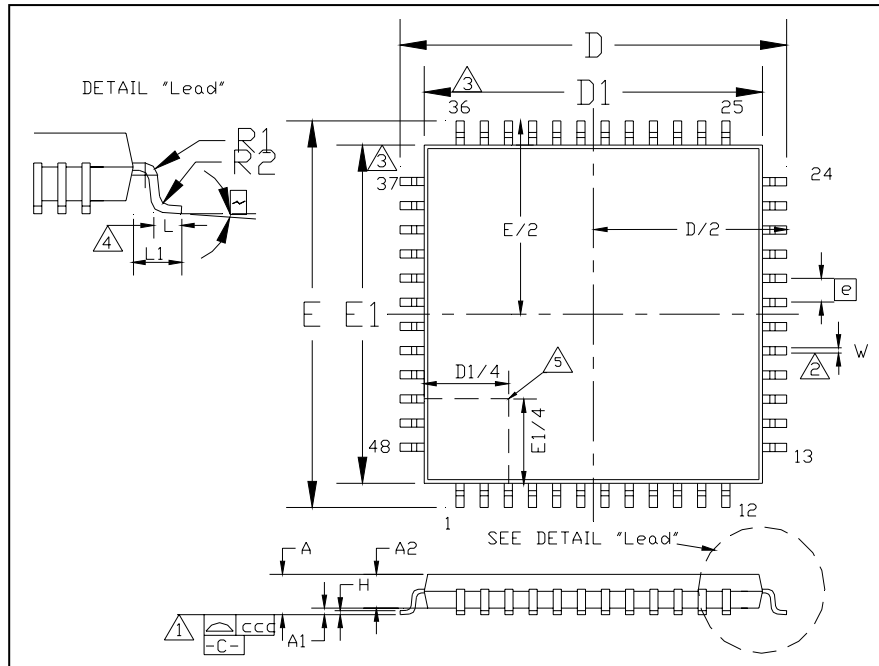 D
DETAIL "Lead"
3
D1
36
25
R1
R2
3
37
24
E/2
D/2
4
L
L1
e
E
E1
W
2
D1/4
5
E1/4
48
13
1
12
SEE DETAIL "Lead"
A
A2
H
1
ccc
A1
-C-